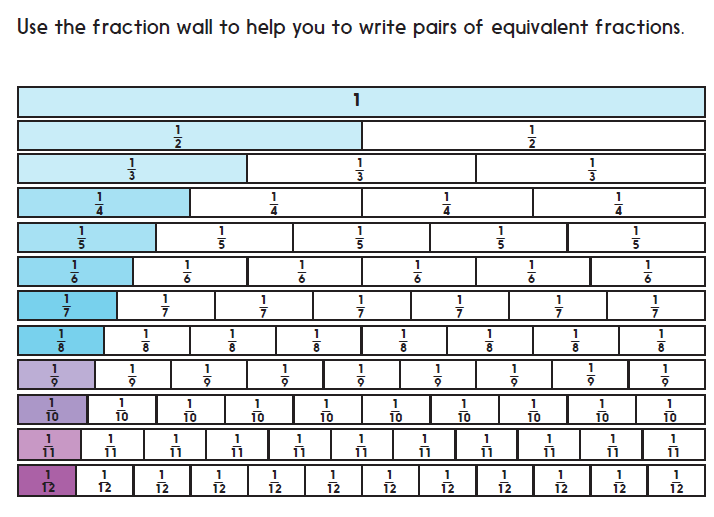 Use the fraction wall to help you to write pairs of equivalent fractions.
1
1/2 1/2
1/3 1/3 1/3
1/4 1/4 1/4 1/4
1/5 1/5 1/5 1/5 1/5
1/6 1/6 1/6 1/6 1/6 1/6
1/7 1/7 1/7 1/7 1/7 1/7 1/7
1/8 1/8 1/8 1/8 1/8 1/8 1/8 1/8
1/9 1/9 1/9 1/9 1/9 1/9 1/9 1/9 1/9
1/10 1/10 1/10 1/10 1/10 1/10 1/10 1/10 1/10 1/10
1/11 1/11 1/11 1/11 1/11 1/11 1/11 1/11 1/11 1/11 1/11
1/12 1/12 1/12 1/12 1/12 1/12 1/12 1/12 1/12 1/12 1/12 1/12